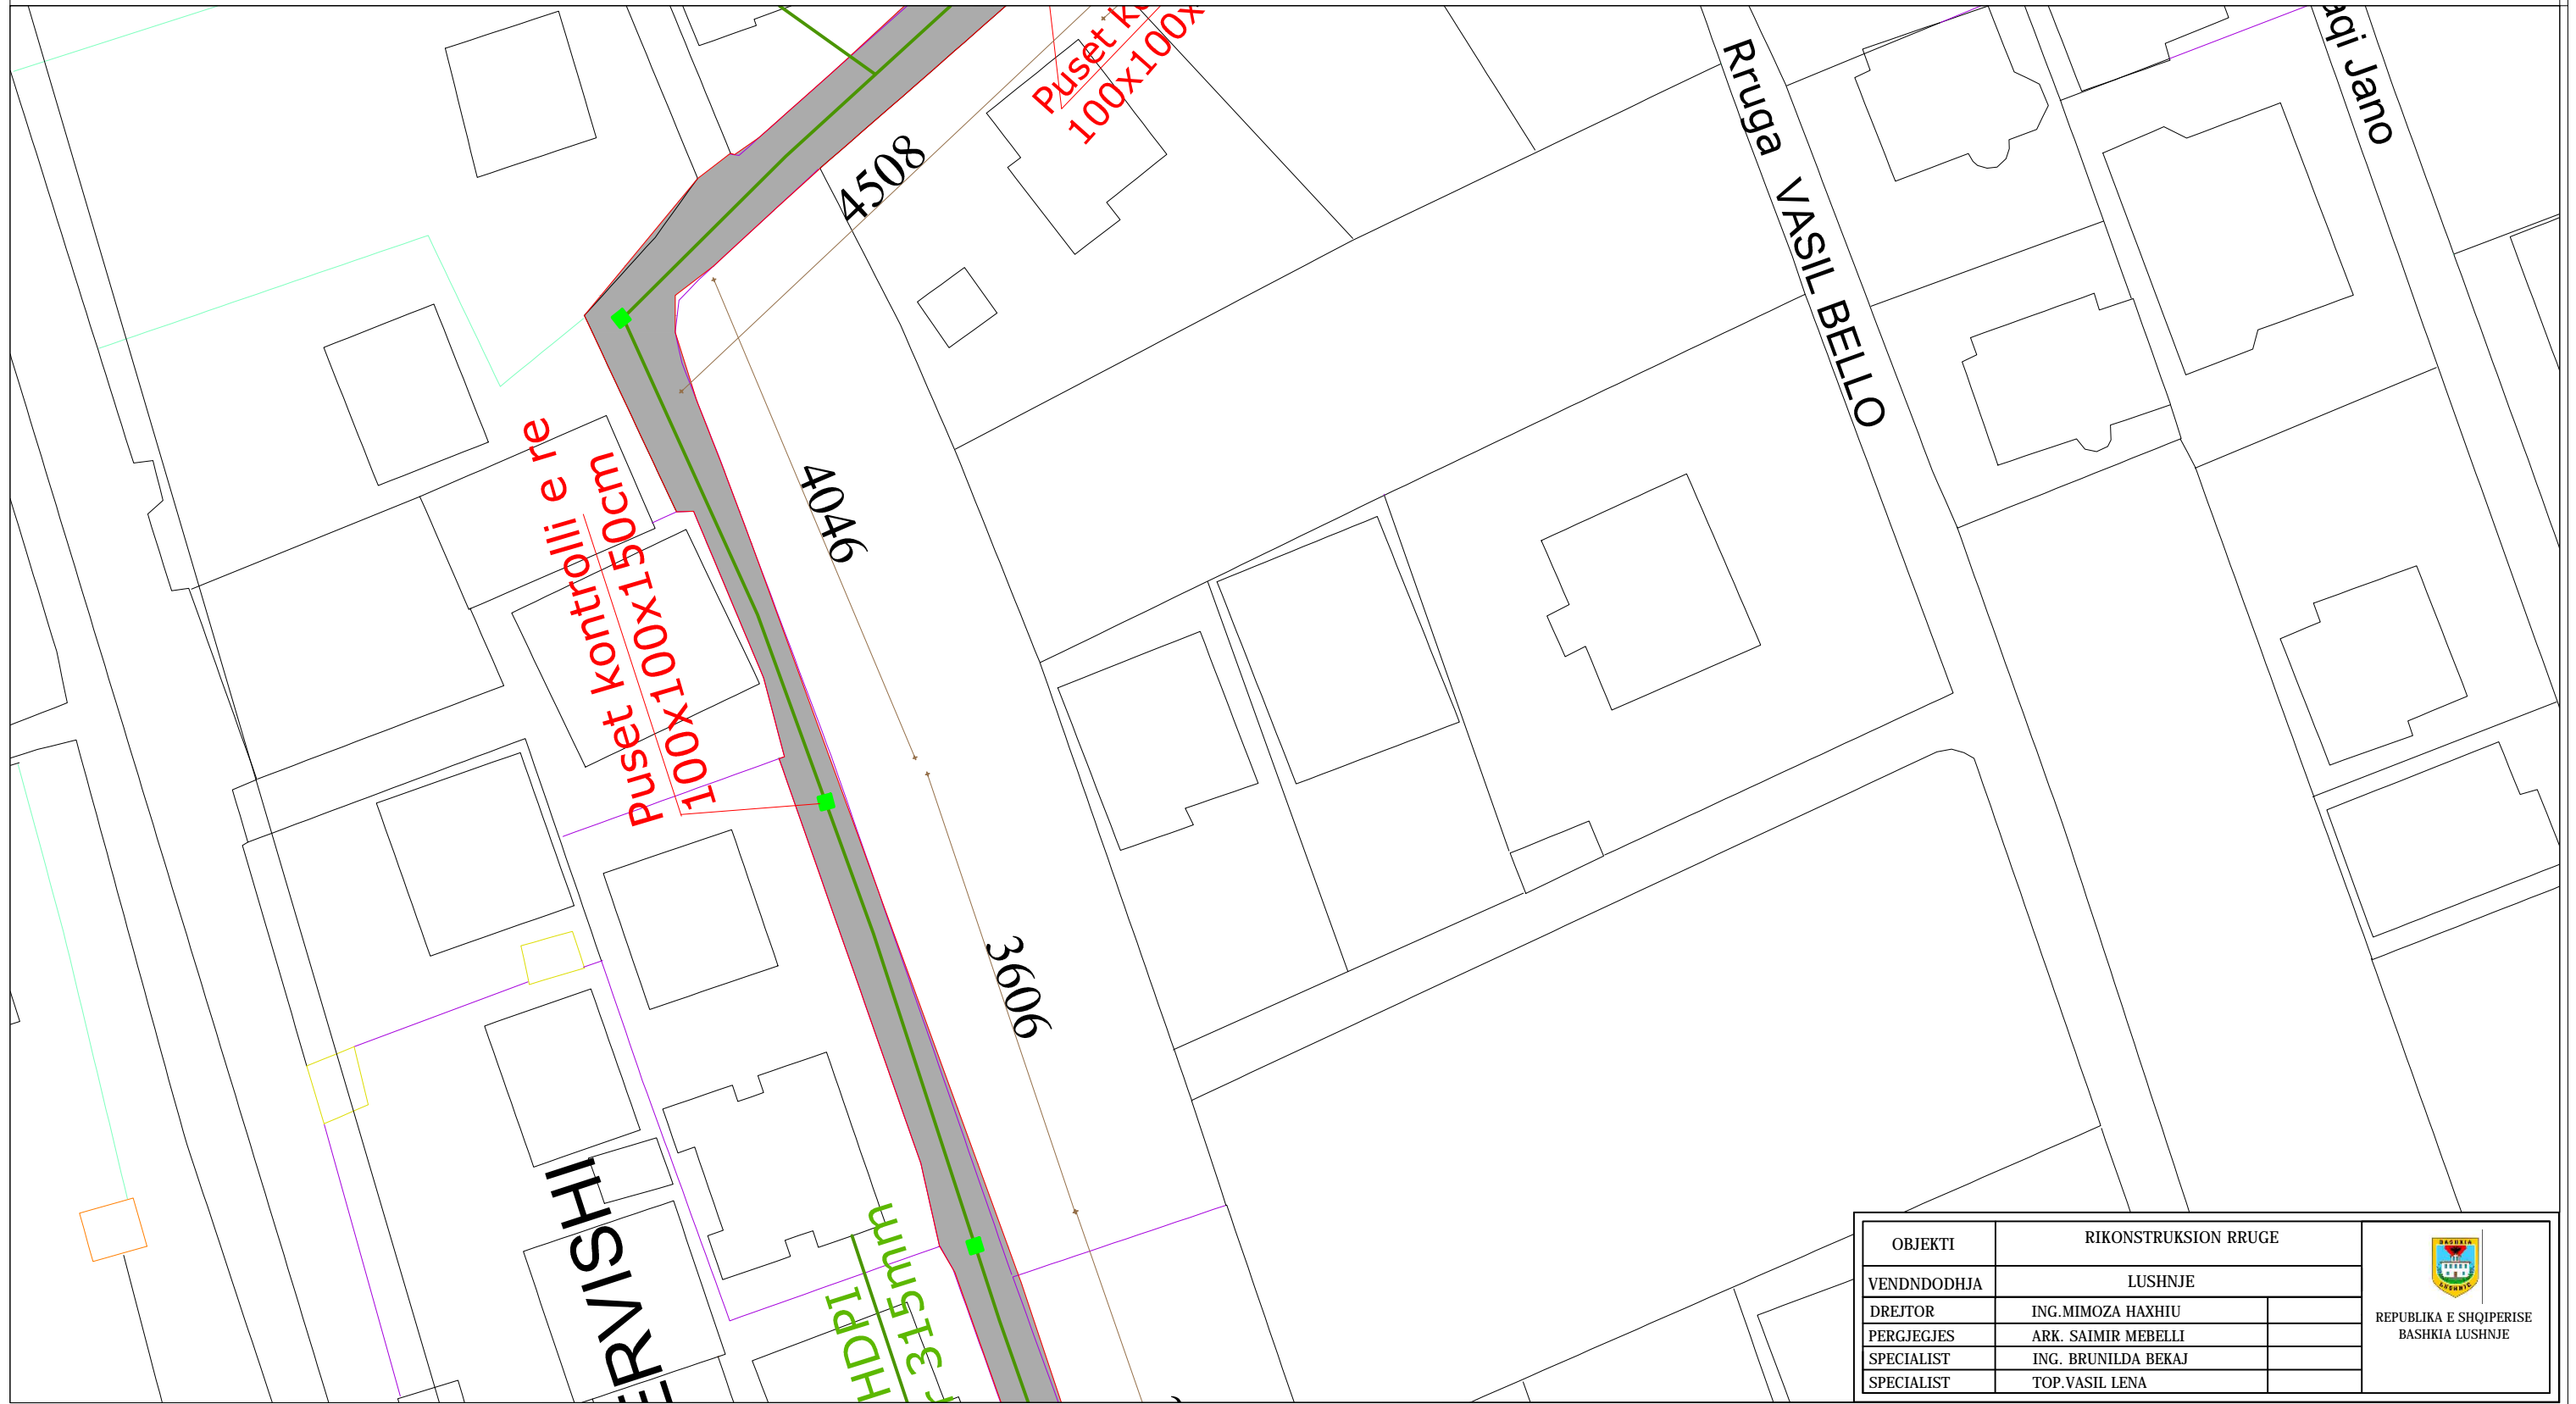 Puset
100x100x
aqi Jano
Rruga VASIL BELLO
4508
4046
Puset kontrolli e re
100x100x150cm
3606
ERVISHI
HDPI
315mm
OBJEKTI RIKONSTRUKSION RRUGE
VENDNDODHJA LUSHNJE
DREJTOR ING.MIMOZA HAXHIU
PERGJEGJES ARK. SAIMIR MEBELLI
SPECIALIST ING. BRUNILDA BEKAJ
SPECIALIST TOP.VASIL LENA
BASHKIA
LUSHNJE
REPUBLIKA E SHQIPERISE
BASHKIA LUSHNJE